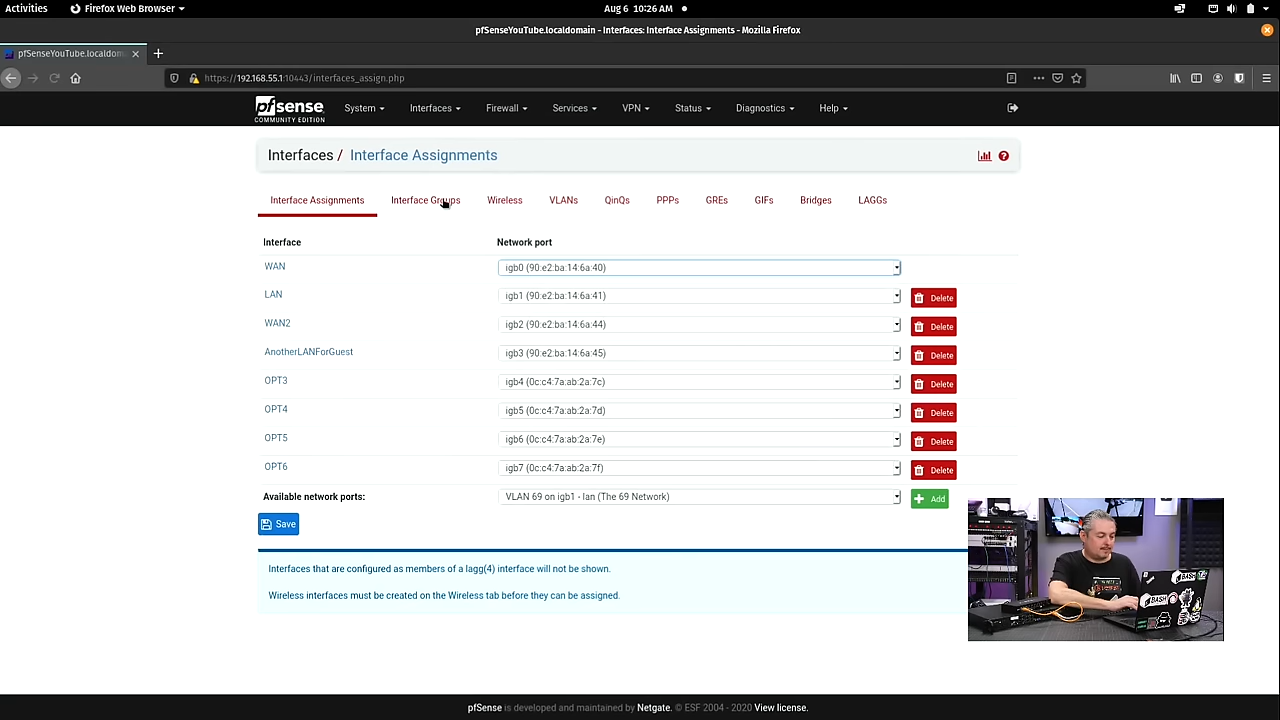 Activities
Firefox Web Browser
Aug 6 10:26 AM
pfSenseYouTube.localdomain - Interfaces: Interface Assignments - Mozilla Firefox
pfSenseYouTube.localdom
https://192.168.55.1:10443/interfaces_assign.php
pfsense
COMMUNITY EDITION
System
Interfaces
Firewall
Services
VPN
Status
Diagnostics
Help
Interfaces / Interface Assignments
Interface Assignments
Interface Groups
Wireless
VLANs
QinQs
PPPs
GREs
GIFs
Bridges
LAGGs
Interface Network port
WAN igb0 (90:e2:ba:14:6a:40)
LAN igb1 (90:e2:ba:14:6a:41) Delete
WAN2 igb2 (90:e2:ba:14:6a:44) Delete
AnotherLANForGuest igb3 (90:e2:ba:14:6a:45) Delete
OPT3 igb4 (0c:c4:7a:ab:2a:7c) Delete
OPT4 igb5 (0c:c4:7a:ab:2a:7d) Delete
OPT5 igb6 (0c:c4:7a:ab:2a:7e) Delete
OPT6 igb7 (0c:c4:7a:ab:2a:7f) Delete
Available network ports: VLAN 69 on igb1 - lan (The 69 Network) Add
Save
Interfaces that are configured as members of a lagg(4) interface will not be shown.
Wireless interfaces must be created on the Wireless tab before they can be assigned.
BASH
BASH
pfSense is developed and maintained by Netgate. © ESF 2004 - 2020 View license.